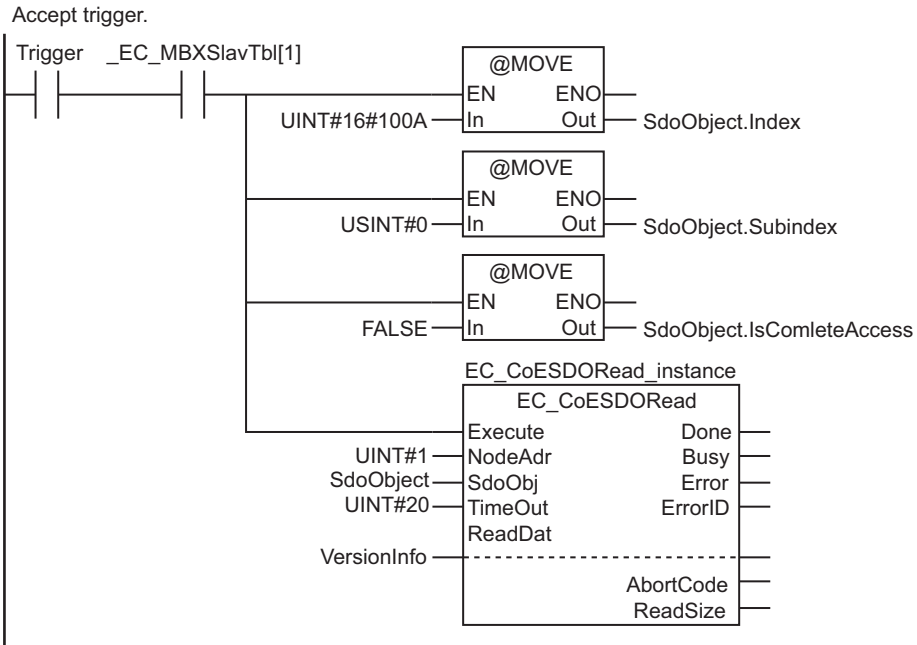 Accept trigger.
Trigger _EC_MBXSlavTbl[1]
@MOVE
EN ENO
UINT#16#100A In Out SdoObject.Index
@MOVE
EN ENO
USINT#0 In Out SdoObject.Subindex
@MOVE
EN ENO
FALSE In Out SdoObject.IsComleteAccess
EC_CoESDORead_instance
EC_CoESDORead
Execute Done
UINT#1 NodeAdr Busy
SdoObject SdoObj Error
UINT#20 TimeOut ErrorID
ReadDat
VersionInfo
AbortCode
ReadSize